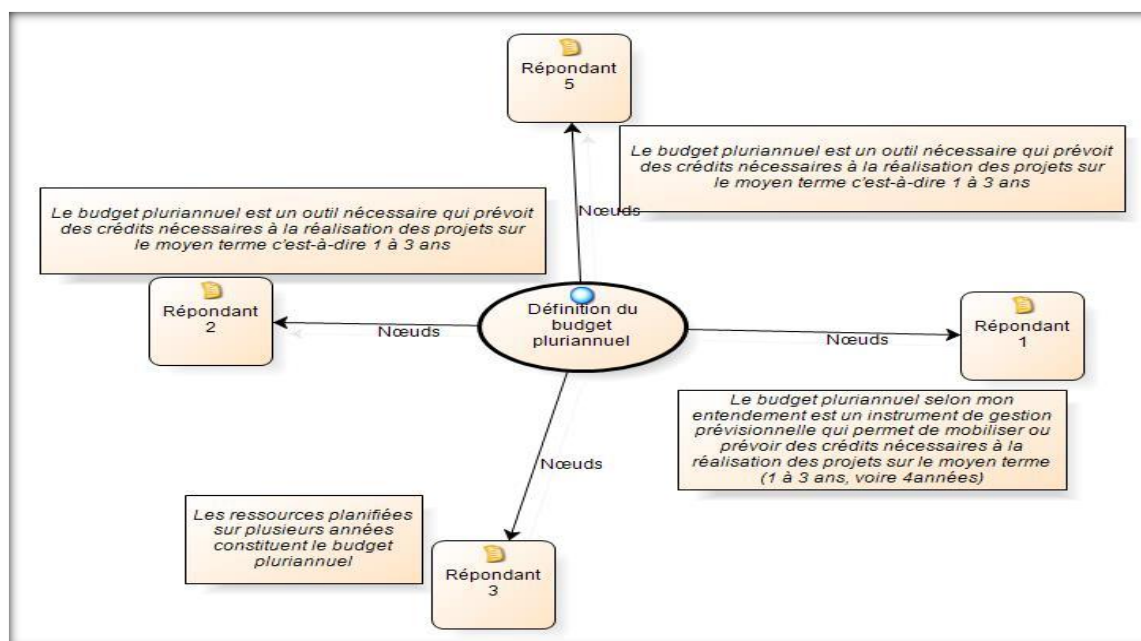 Répondant
5
Le budget pluriannuel est un outil nécessaire qui prévoit
des crédits nécessaires à la réalisation des projets sur
le moyen terme c'est-à-dire 1 à 3 ans
Nœuds
Le budget pluriannuel est un outil nécessaire qui prévoit
des crédits nécessaires à la réalisation des projets sur
le moyen terme c'est-à-dire 1 à 3 ans
Répondant
2
Nœuds
Définition du
budget
pluriannuel
Nœuds
Répondant
1
Le budget pluriannuel selon mon
entendement est un instrument de gestion
prévisionnelle qui permet de mobiliser ou
prévoir des crédits nécessaires à la
réalisation des projets sur le moyen terme
(1 à 3 ans, voire 4années)
Nœuds
Les ressources planifiées
sur plusieurs années
constituent le budget
pluriannuel
Répondant
3